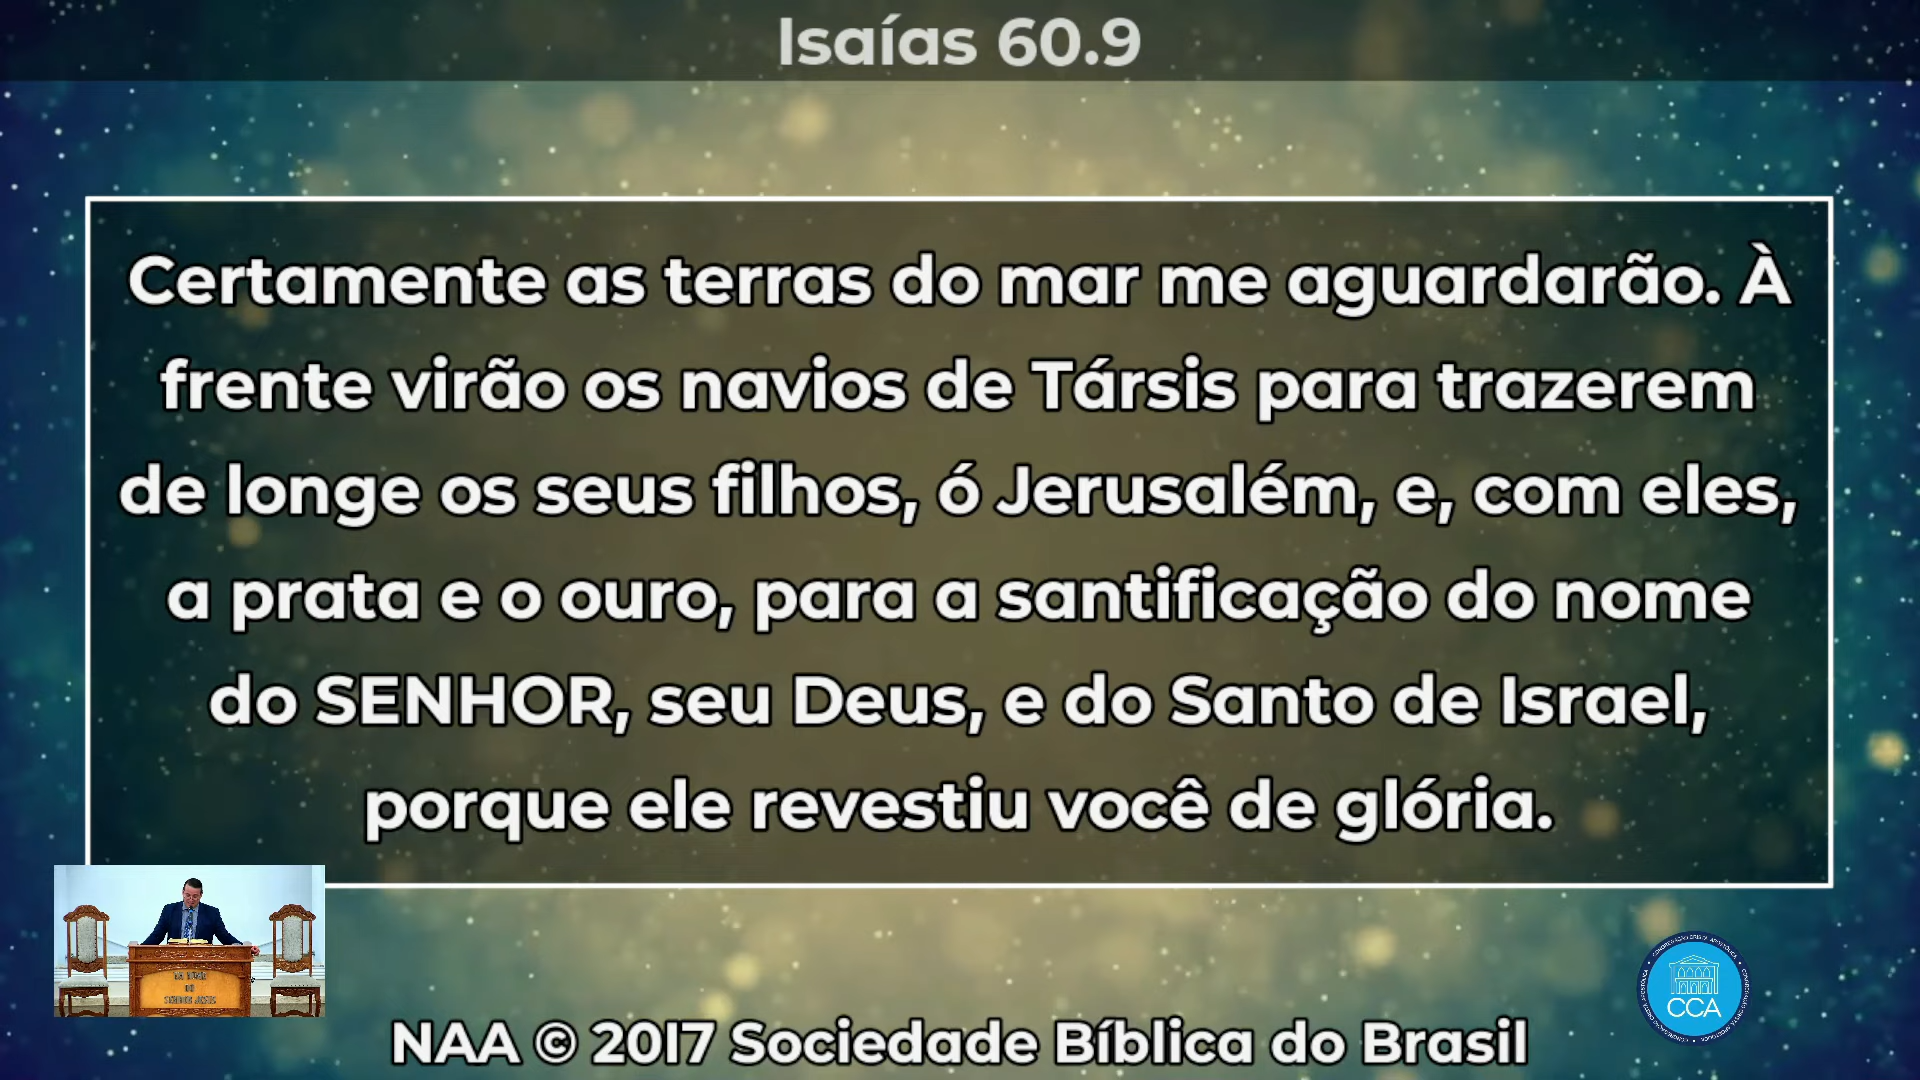 Isaías 60.9
Certamente as terras do mar me aguardarão. À
frente virão os navios de Társis para trazerem
de longe os seus filhos, ó Jerusalém, e, com eles,
a prata e o ouro, para a santificação do nome
do SENHOR, seu Deus, e do Santo de Israel,
porque ele revestiu você de glória.
DO
CCA
NAA © 2017 Sociedade Bíblica do Brasil